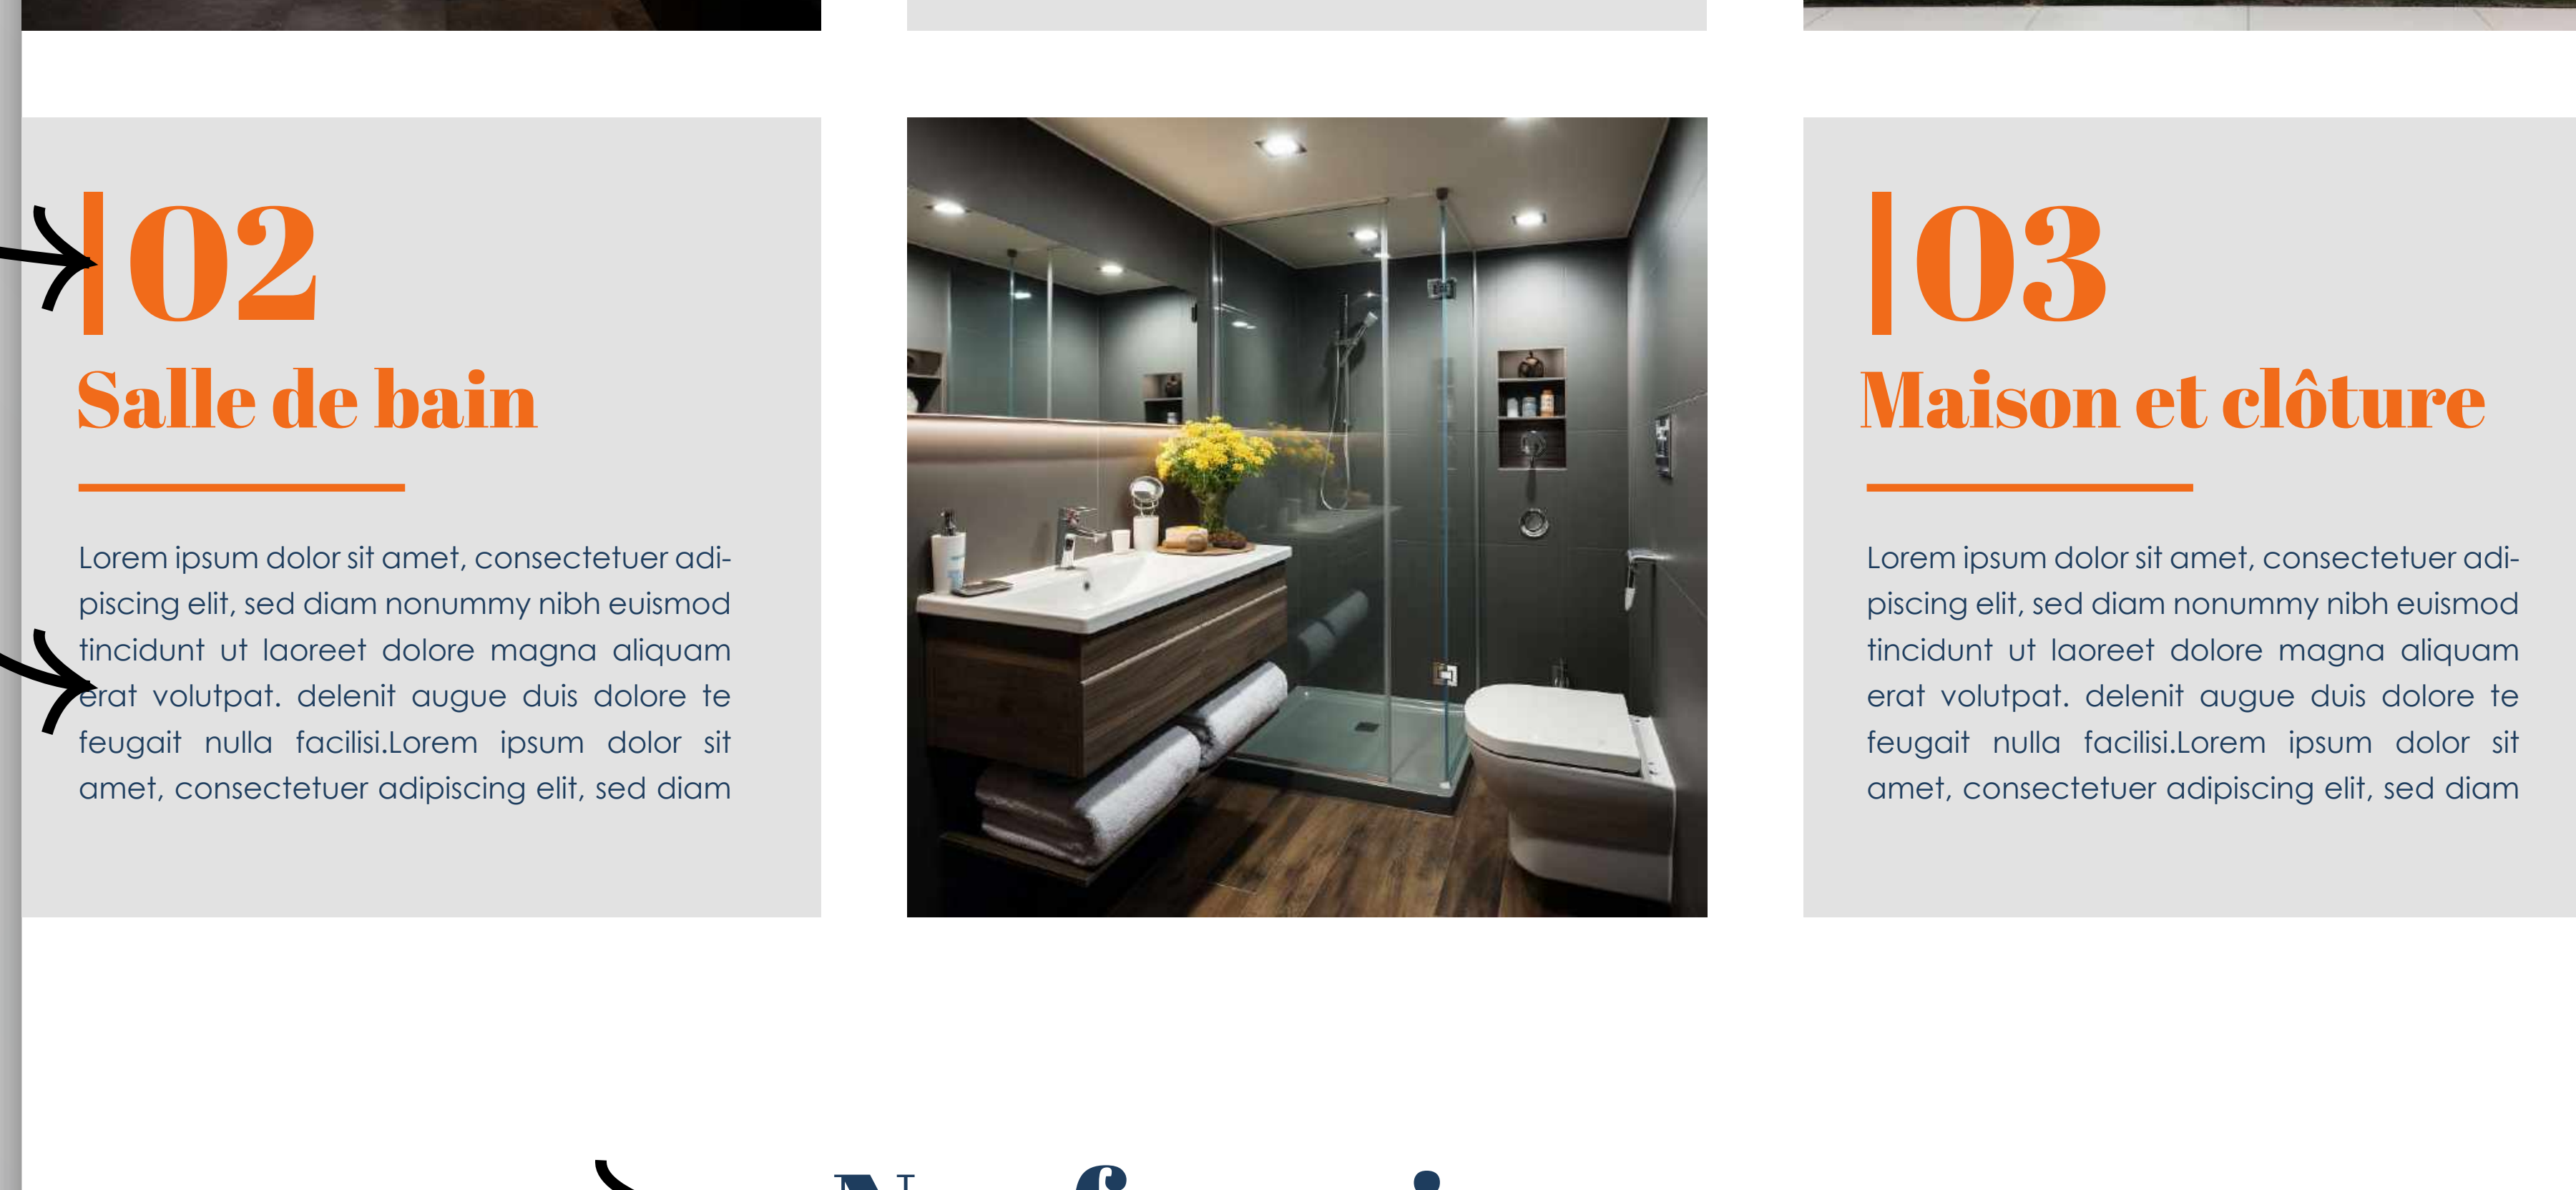 |02
Salle de bain
Lorem ipsum dolor sit amet, consectetuer adi-
piscing elit, sed diam nonummy nibh euismod
tincidunt ut laoreet dolore magna aliquam
erat volutpat. delenit augue duis dolore te
feugait nulla facilisi.Lorem ipsum dolor sit
amet, consectetuer adipiscing elit, sed diam
|03
Maison et clôture
Lorem ipsum dolor sit amet, consectetuer adi-
piscing elit, sed diam nonummy nibh euismod
tincidunt ut laoreet dolore magna aliquam
erat volutpat. delenit augue duis dolore te
feugait nulla facilisi.Lorem ipsum dolor sit
amet, consectetuer adipiscing elit, sed diam